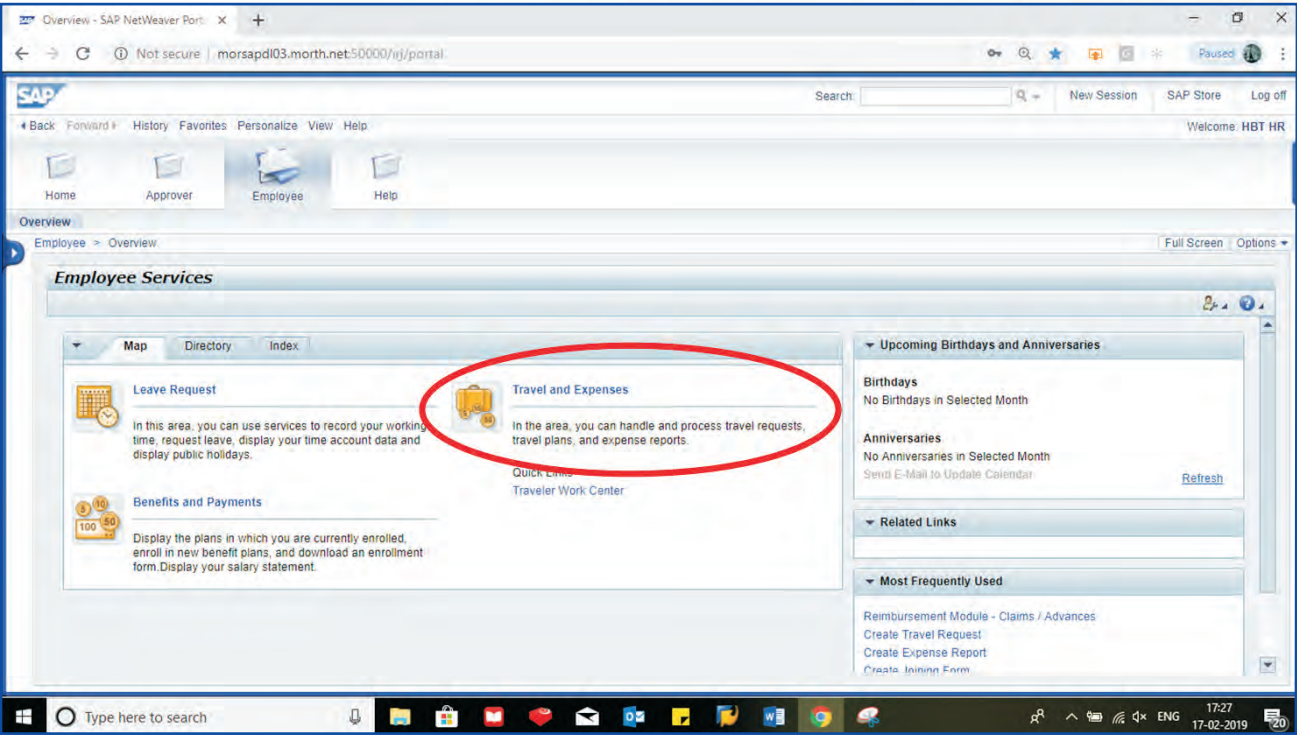 Overview - SAP NetWeaver Port
Not secure | morsapdl03.morth.net:50000/irj/portal
Paused
SAP
Search:
New Session
SAP Store
Log off
Back Forward History Favorites Personalize View Help
Welcome: HBT HR
Home
Approver
Employee
Help
Overview
Employee > Overview
Full Screen
Options
Employee Services
Map
Directory
Index
Leave Request
In this area, you can use services to record your working
time, request leave, display your time account data and
display public holidays.
Benefits and Payments
Display the plans in which you are currently enrolled,
enroll in new benefit plans, and download an enrollment
form.Display your salary statement.
Travel and Expenses
In the area, you can handle and process travel requests,
travel plans, and expense reports.
Quick Links
Traveler Work Center
Upcoming Birthdays and Anniversaries
Birthdays
No Birthdays in Selected Month
Anniversaries
No Anniversaries in Selected Month
Send E-Mail to Update Calendar
Refresh
Related Links
Most Frequently Used
Reimbursement Module - Claims / Advances
Create Travel Request
Create Expense Report
Create Joining Form
Type here to search
ENG
17:27
17-02-2019
20